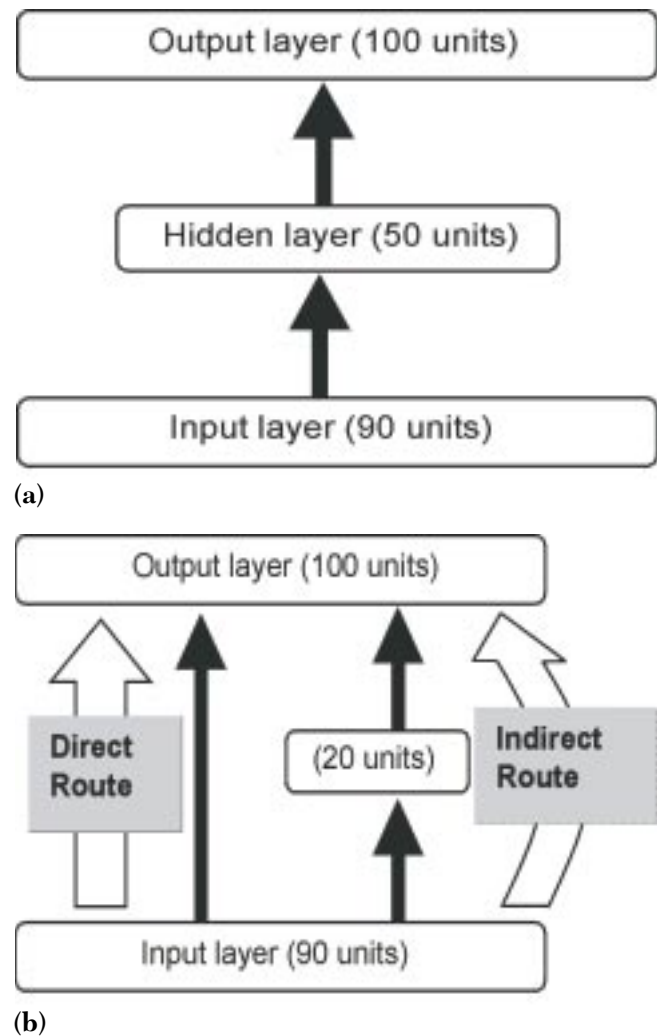 Output layer (100 units)
Hidden layer (50 units)
Input layer (90 units)
(a)
Output layer (100 units)
Direct
Route
(20 units)
Indirect
Route
Input layer (90 units)
(b)